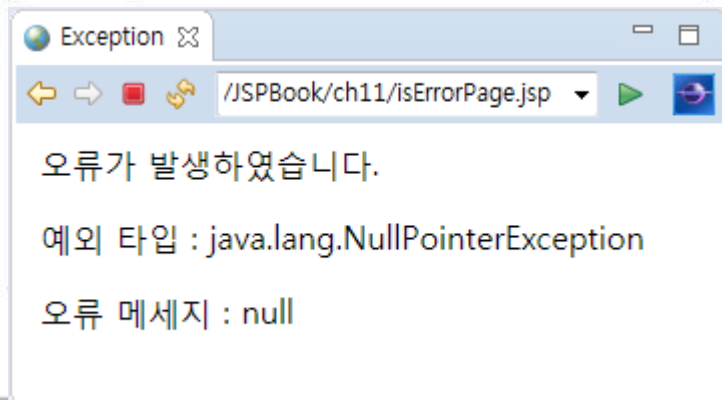 Exception
/JSPBook/ch11/isErrorPage.jsp
오류가 발생하였습니다.
예외 타입 : java.lang.NullPointerException
오류 메세지 : null